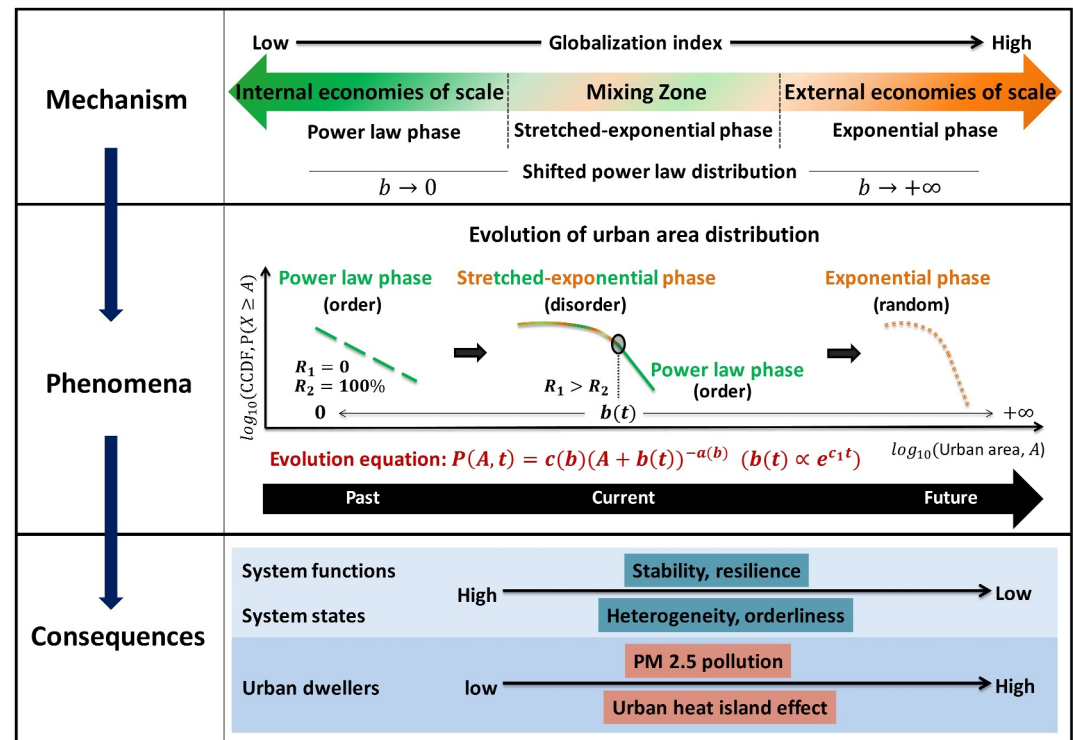 Mechanism
Low
Globalization index
High
Internal economies of scale
Mixing Zone
External economies of scale
Power law phase
Stretched-exponential phase
Exponential phase
Shifted power law distribution
b → 0
b → +∞
Phenomena
Evolution of urban area distribution
log₁₀(CCDF, P(X ≥ A)
Power law phase
(order)
Stretched-exponential phase
(disorder)
Exponential phase
(random)
R₁ = 0
R₂ = 100%
R₁ > R₂
Power law phase
(order)
0
b(t)
+∞
log₁₀(Urban area, A)
Evolution equation: P(A, t) = c(b)(A + b(t))^{-a(b)} (b(t) ∝ e^{c₁t})
Past
Current
Future
Consequences
System functions
Stability, resilience
High
Low
System states
Heterogeneity, orderliness
PM 2.5 pollution
Urban dwellers
low
High
Urban heat island effect